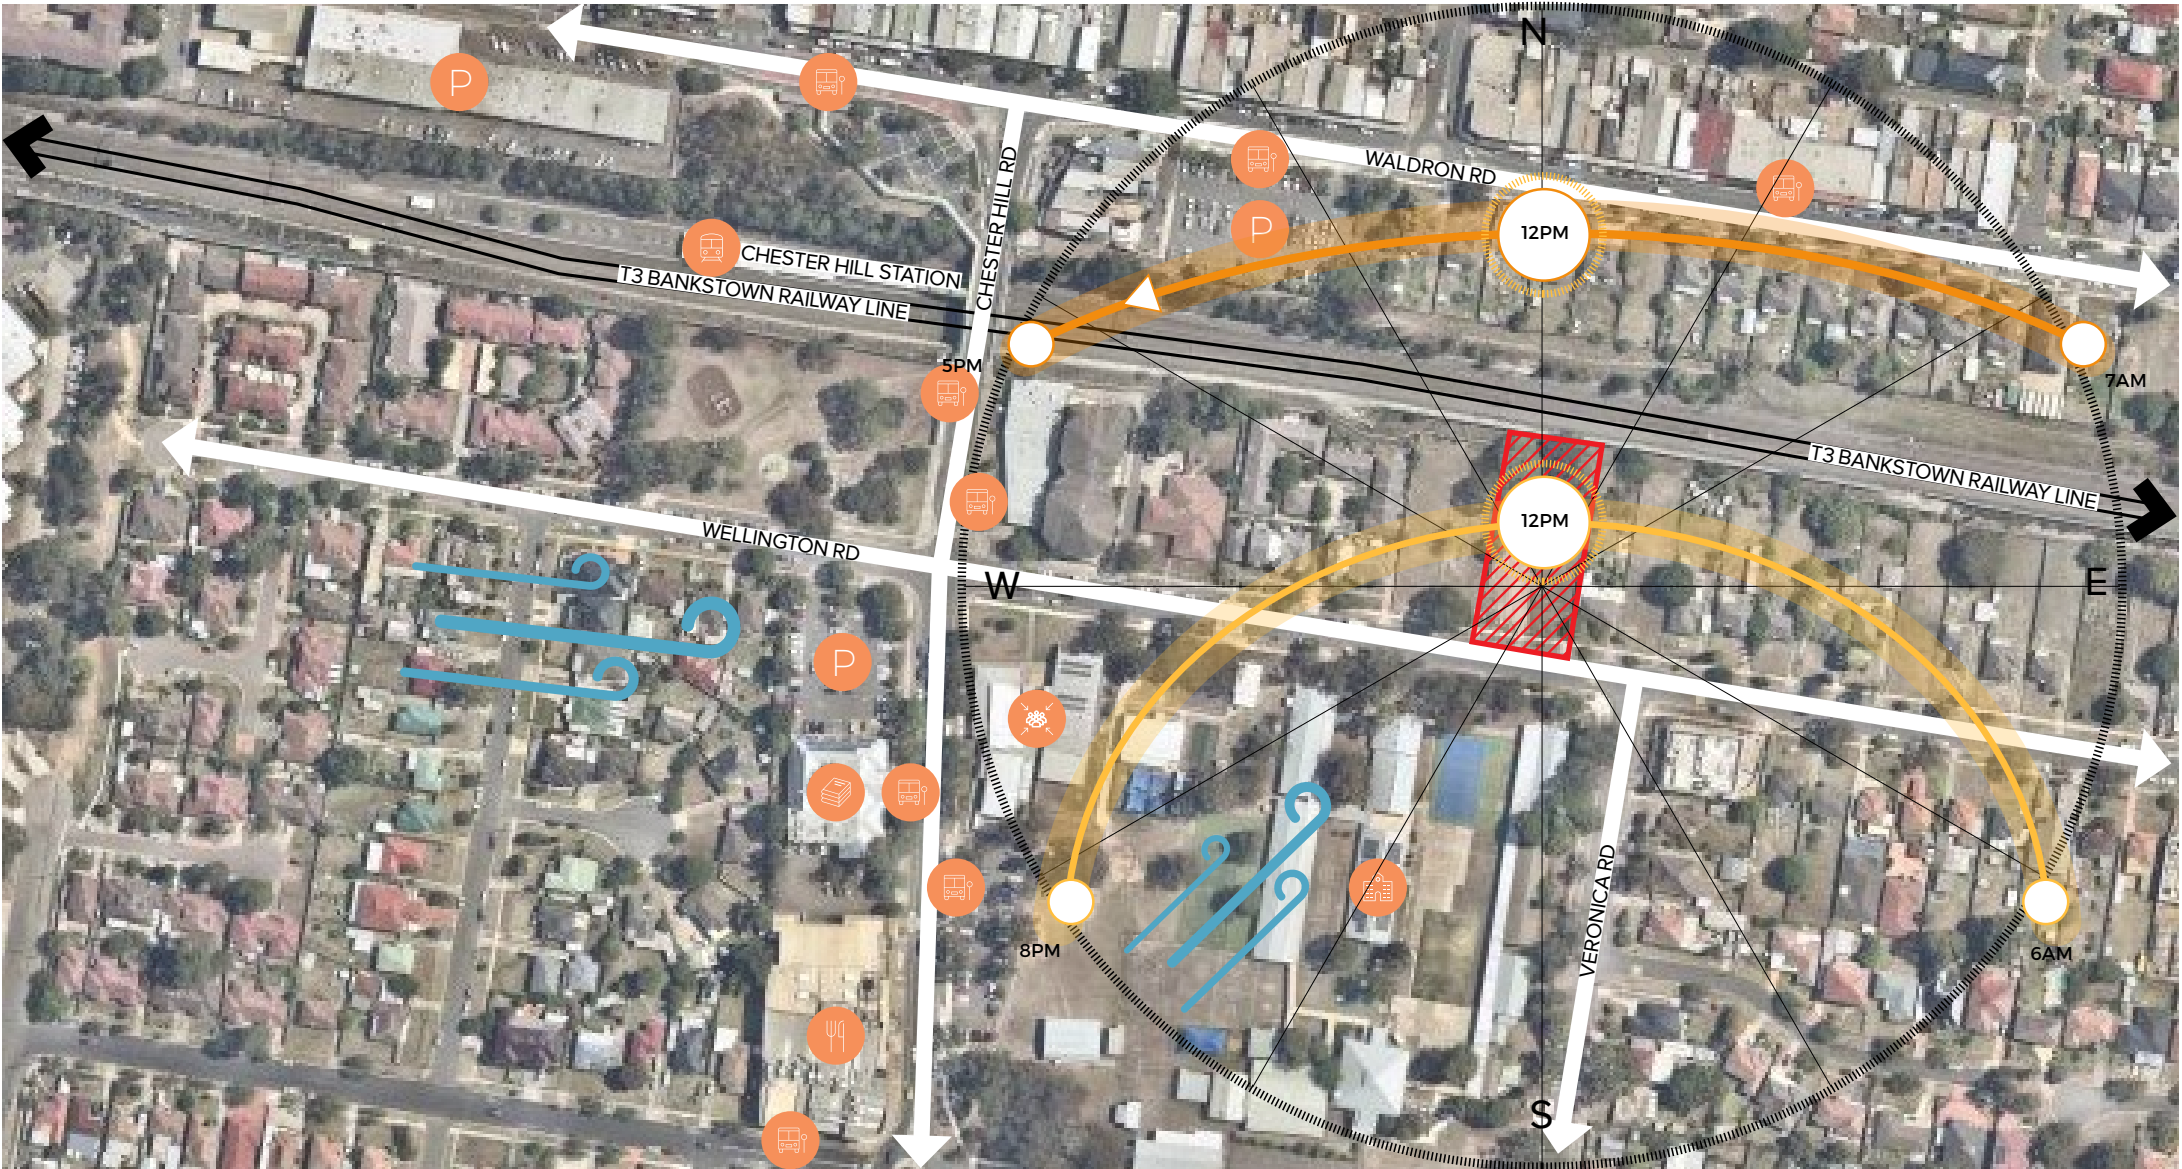 N
P
WALDRON RD
CHESTER HILL RD
P
12PM
CHESTER HILL STATION
T3 BANKSTOWN RAILWAY LINE
5PM
7AM
T3 BANKSTOWN RAILWAY LINE
12PM
WELLINGTON RD
W
E
P
VERONICA RD
8PM
6AM
S